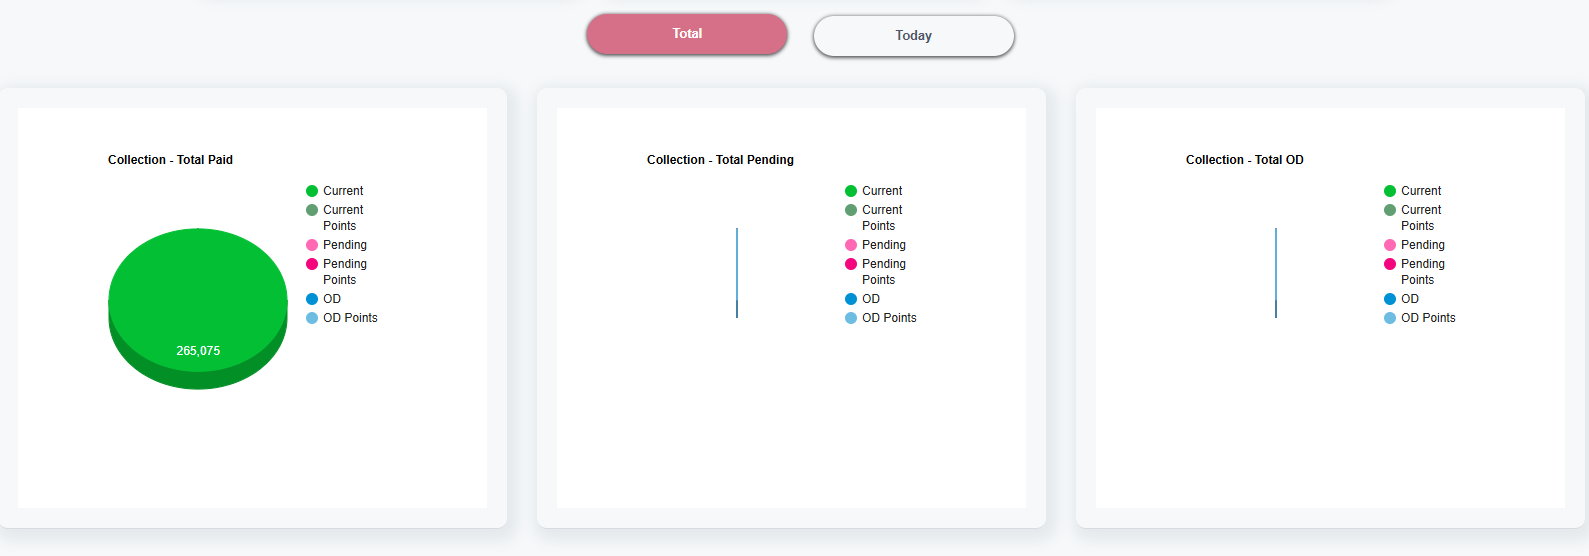 Total
Today
Collection - Total Paid
Current
Current
Points
Pending
Pending
Points
OD
OD Points
265,075
Collection - Total Pending
Current
Current
Points
Pending
Pending
Points
OD
OD Points
Collection - Total OD
Current
Current
Points
Pending
Pending
Points
OD
OD Points